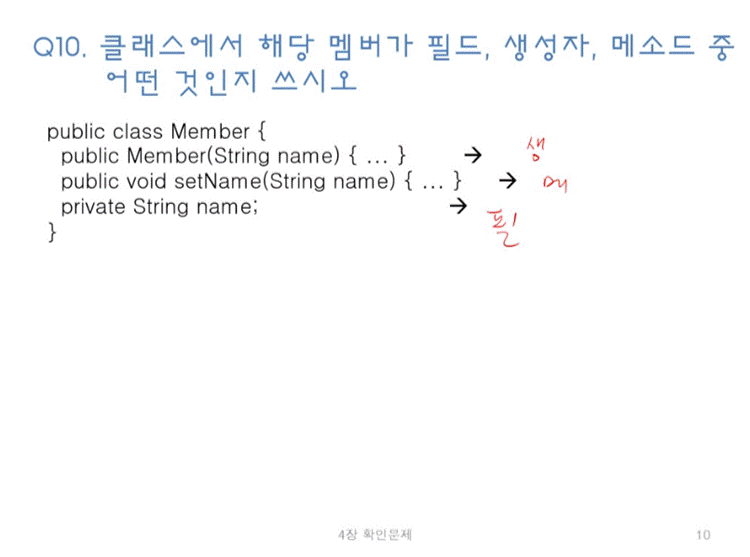 Q10. 클래스에서 해당 멤버가 필드, 생성자, 메소드 중
어떤 것인지 쓰시오
public class Member {
public Member(String name) { ... } → 생
public void setName(String name) { ... } → 메
private String name; → 필
}
4장 확인문제 10